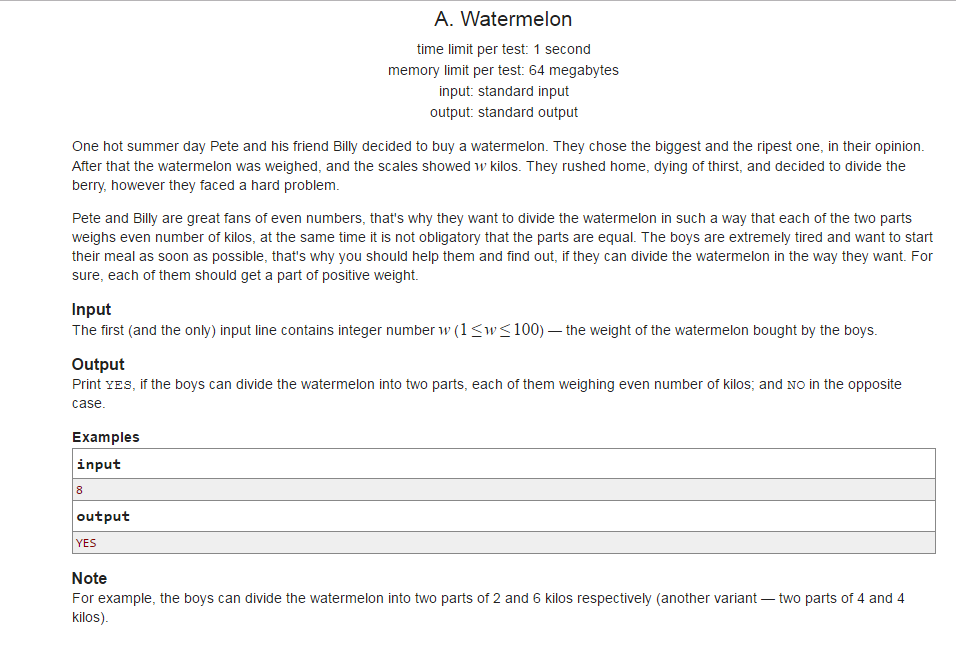 A. Watermelon
time limit per test: 1 second
memory limit per test: 64 megabytes
input: standard input
output: standard output
One hot summer day Pete and his friend Billy decided to buy a watermelon. They chose the biggest and the ripest one, in their opinion.
After that the watermelon was weighed, and the scales showed w kilos. They rushed home, dying of thirst, and decided to divide the
berry, however they faced a hard problem.
Pete and Billy are great fans of even numbers, that's why they want to divide the watermelon in such a way that each of the two parts
weighs even number of kilos, at the same time it is not obligatory that the parts are equal. The boys are extremely tired and want to start
their meal as soon as possible, that's why you should help them and find out, if they can divide the watermelon in the way they want. For
sure, each of them should get a part of positive weight.
Input
The first (and the only) input line contains integer number w (1 ≤ w ≤ 100) — the weight of the watermelon bought by the boys.
Output
Print YES, if the boys can divide the watermelon into two parts, each of them weighing even number of kilos; and NO in the opposite
case.
Examples
input
8
output
YES
Note
For example, the boys can divide the watermelon into two parts of 2 and 6 kilos respectively (another variant — two parts of 4 and 4
kilos).